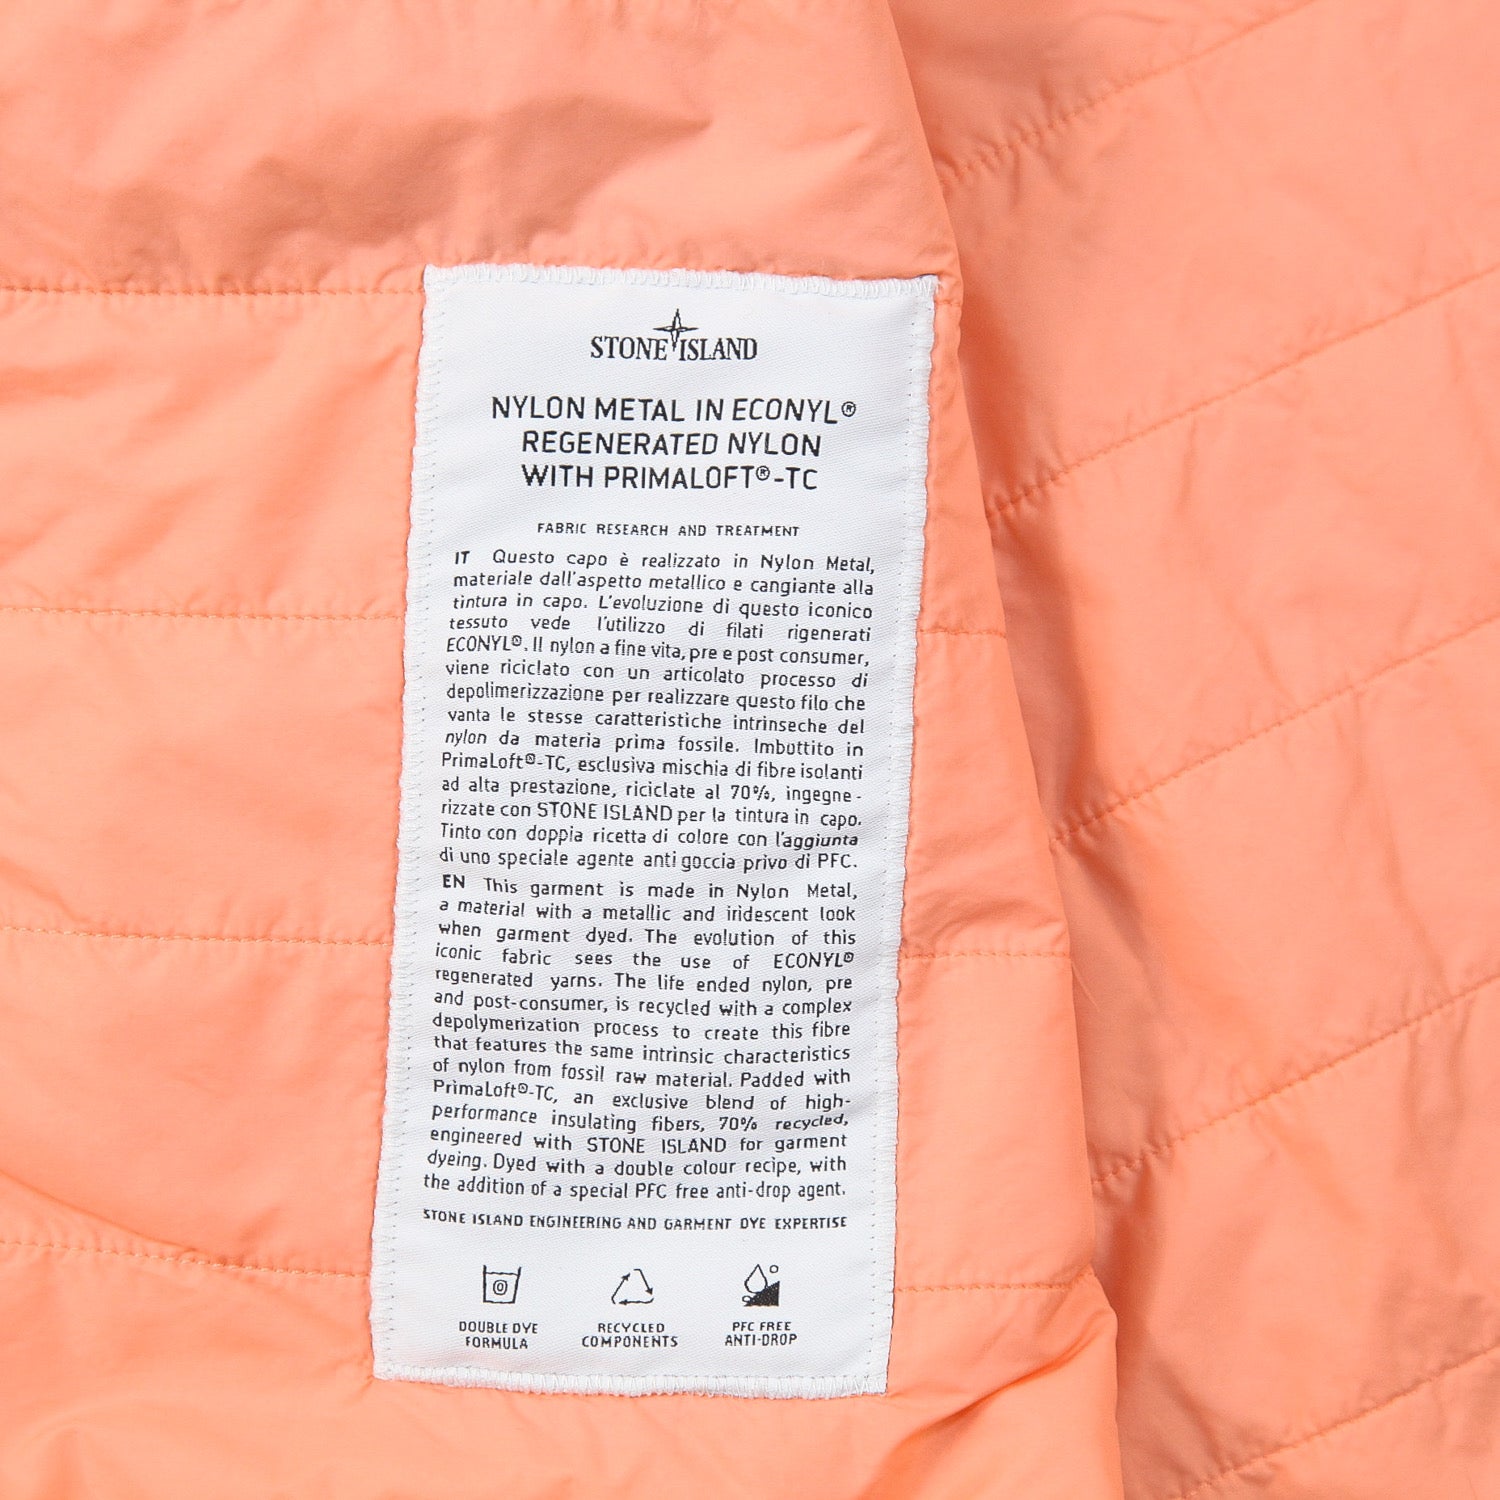 STONE ISLAND
NYLON METAL IN ECONYL®
REGENERATED NYLON
WITH PRIMALOFT®-TC
FABRIC RESEARCH AND TREATMENT
IT Questo capo è realizzato in Nylon Metal,
materiale dall'aspetto metallico e cangiante alla
tintura in capo. L'evoluzione di questo iconico
tessuto vede l'utilizzo di filati rigenerati
ECONYL®. Il nylon a fine vita, pre e post consumer,
viene riciclato con un articolato processo di
depolimerizzazione per realizzare questo filo che
vanta le stesse caratteristiche intrinseche del
nylon da materia prima fossile. Imbottito in
PrimaLoft®-TC, esclusiva mischia di fibre isolanti
ad alta prestazione, riciclate al 70%, ingegne-
rizzate con STONE ISLAND per la tintura in capo.
Tinto con doppia ricetta di colore con l'aggiunta
di uno speciale agente anti goccia privo di PFC.
EN This garment is made in Nylon Metal,
a material with a metallic and iridescent look
when garment dyed. The evolution of this
iconic fabric sees the use of ECONYL®
regenerated yarns. The life ended nylon, pre
and post-consumer, is recycled with a complex
depolymerization process to create this fibre
that features the same intrinsic characteristics
of nylon from fossil raw material. Padded with
PrimaLoft®-TC, an exclusive blend of high-
performance insulating fibers, 70% recycled,
engineered with STONE ISLAND for garment
dyeing. Dyed with a double colour recipe, with
the addition of a special PFC free anti-drop agent.
STONE ISLAND ENGINEERING AND GARMENT DYE EXPERTISE
DOUBLE DYE
FORMULA
RECYCLED
COMPONENTS
PFC FREE
ANTI-DROP